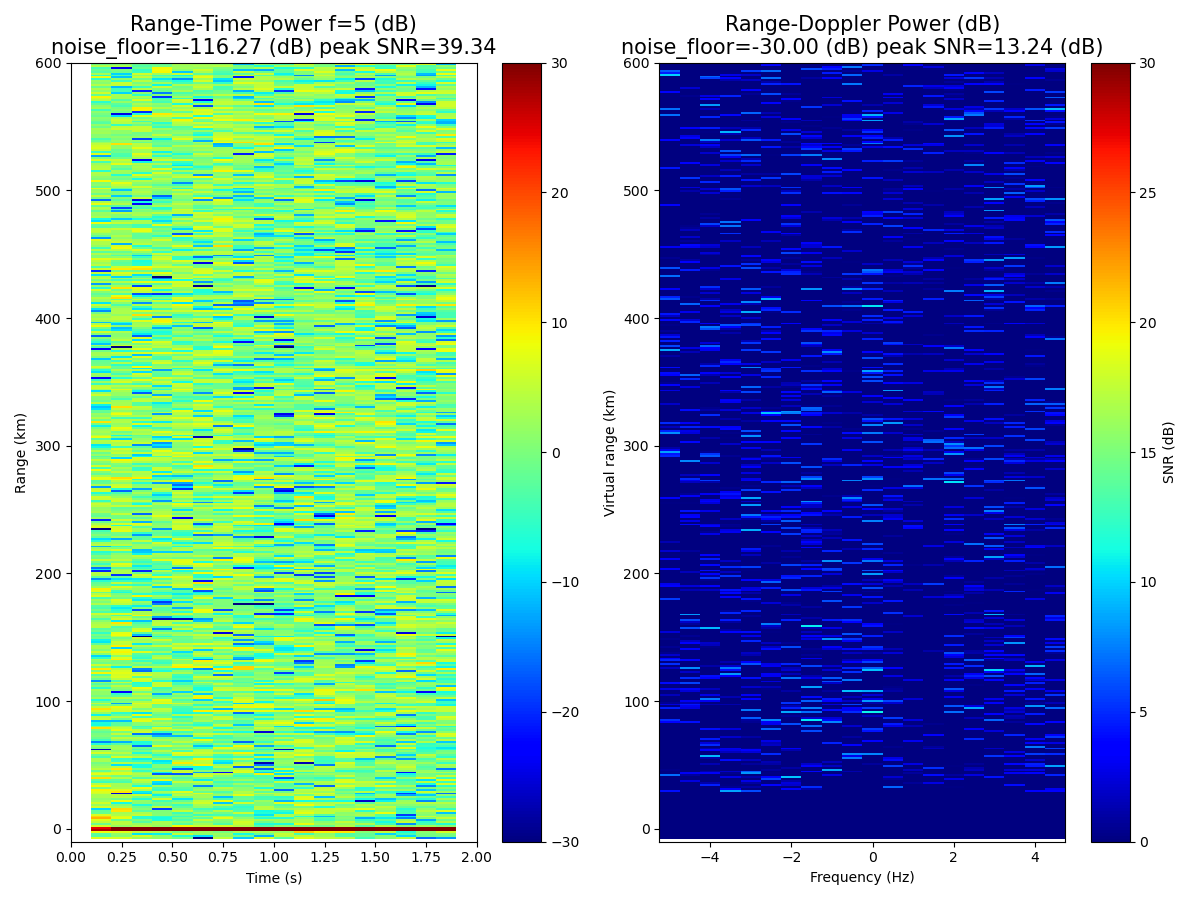 Range-Time Power f=5 (dB)
noise_floor=-116.27 (dB) peak SNR=39.34
600
500
400
300
200
100
0
Range (km)
0.00 0.25 0.50 0.75 1.00 1.25 1.50 1.75 2.00
Time (s)
30
20
10
0
−10
−20
−30
Range-Doppler Power (dB)
noise_floor=-30.00 (dB) peak SNR=13.24 (dB)
600
500
400
300
200
100
0
Virtual range (km)
−4 −2 0 2 4
Frequency (Hz)
30
25
20
15
10
5
0
SNR (dB)